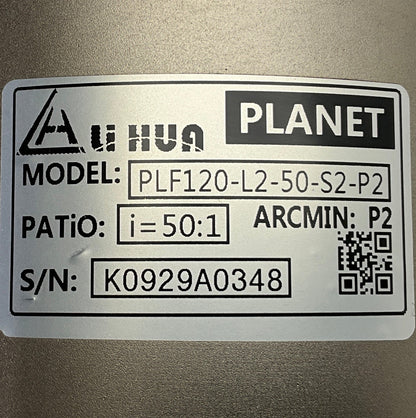 LI HUA PLANET
MODEL: PLF120-L2-50-S2-P2
PATiO: i=50:1 ARCMIN: P2
S/N: K0929A0348